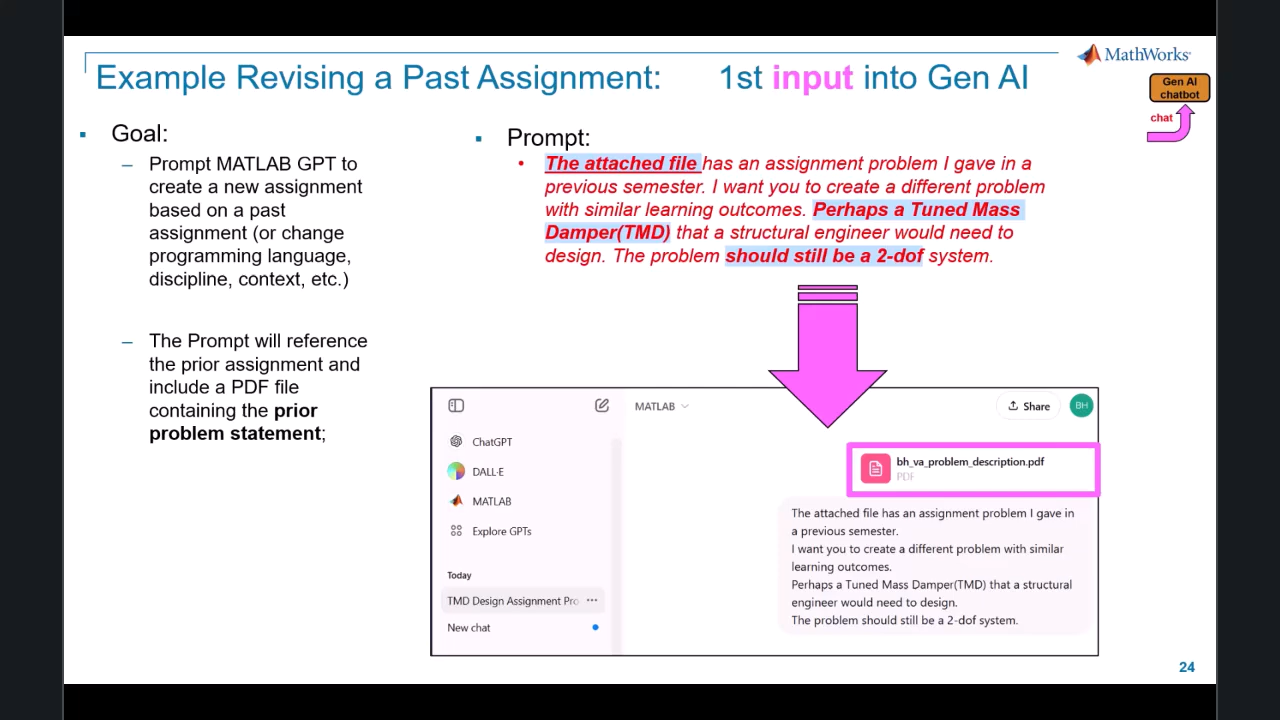 Example Revising a Past Assignment: 1st input into Gen AI
MathWorks®
Gen AI
chatbot
chat
▪ Goal:
– Prompt MATLAB GPT to
create a new assignment
based on a past
assignment (or change
programming language,
discipline, context, etc.)
– The Prompt will reference
the prior assignment and
include a PDF file
containing the prior
problem statement;
▪ Prompt:
• The attached file has an assignment problem I gave in a
previous semester. I want you to create a different problem
with similar learning outcomes. Perhaps a Tuned Mass
Damper(TMD) that a structural engineer would need to
design. The problem should still be a 2-dof system.
MATLAB
Share
BH
ChatGPT
DALL·E
MATLAB
Explore GPTs
Today
TMD Design Assignment Pro
New chat
bh_va_problem_description.pdf
PDF
The attached file has an assignment problem I gave in
a previous semester.
I want you to create a different problem with similar
learning outcomes.
Perhaps a Tuned Mass Damper(TMD) that a structural
engineer would need to design.
The problem should still be a 2-dof system.
24